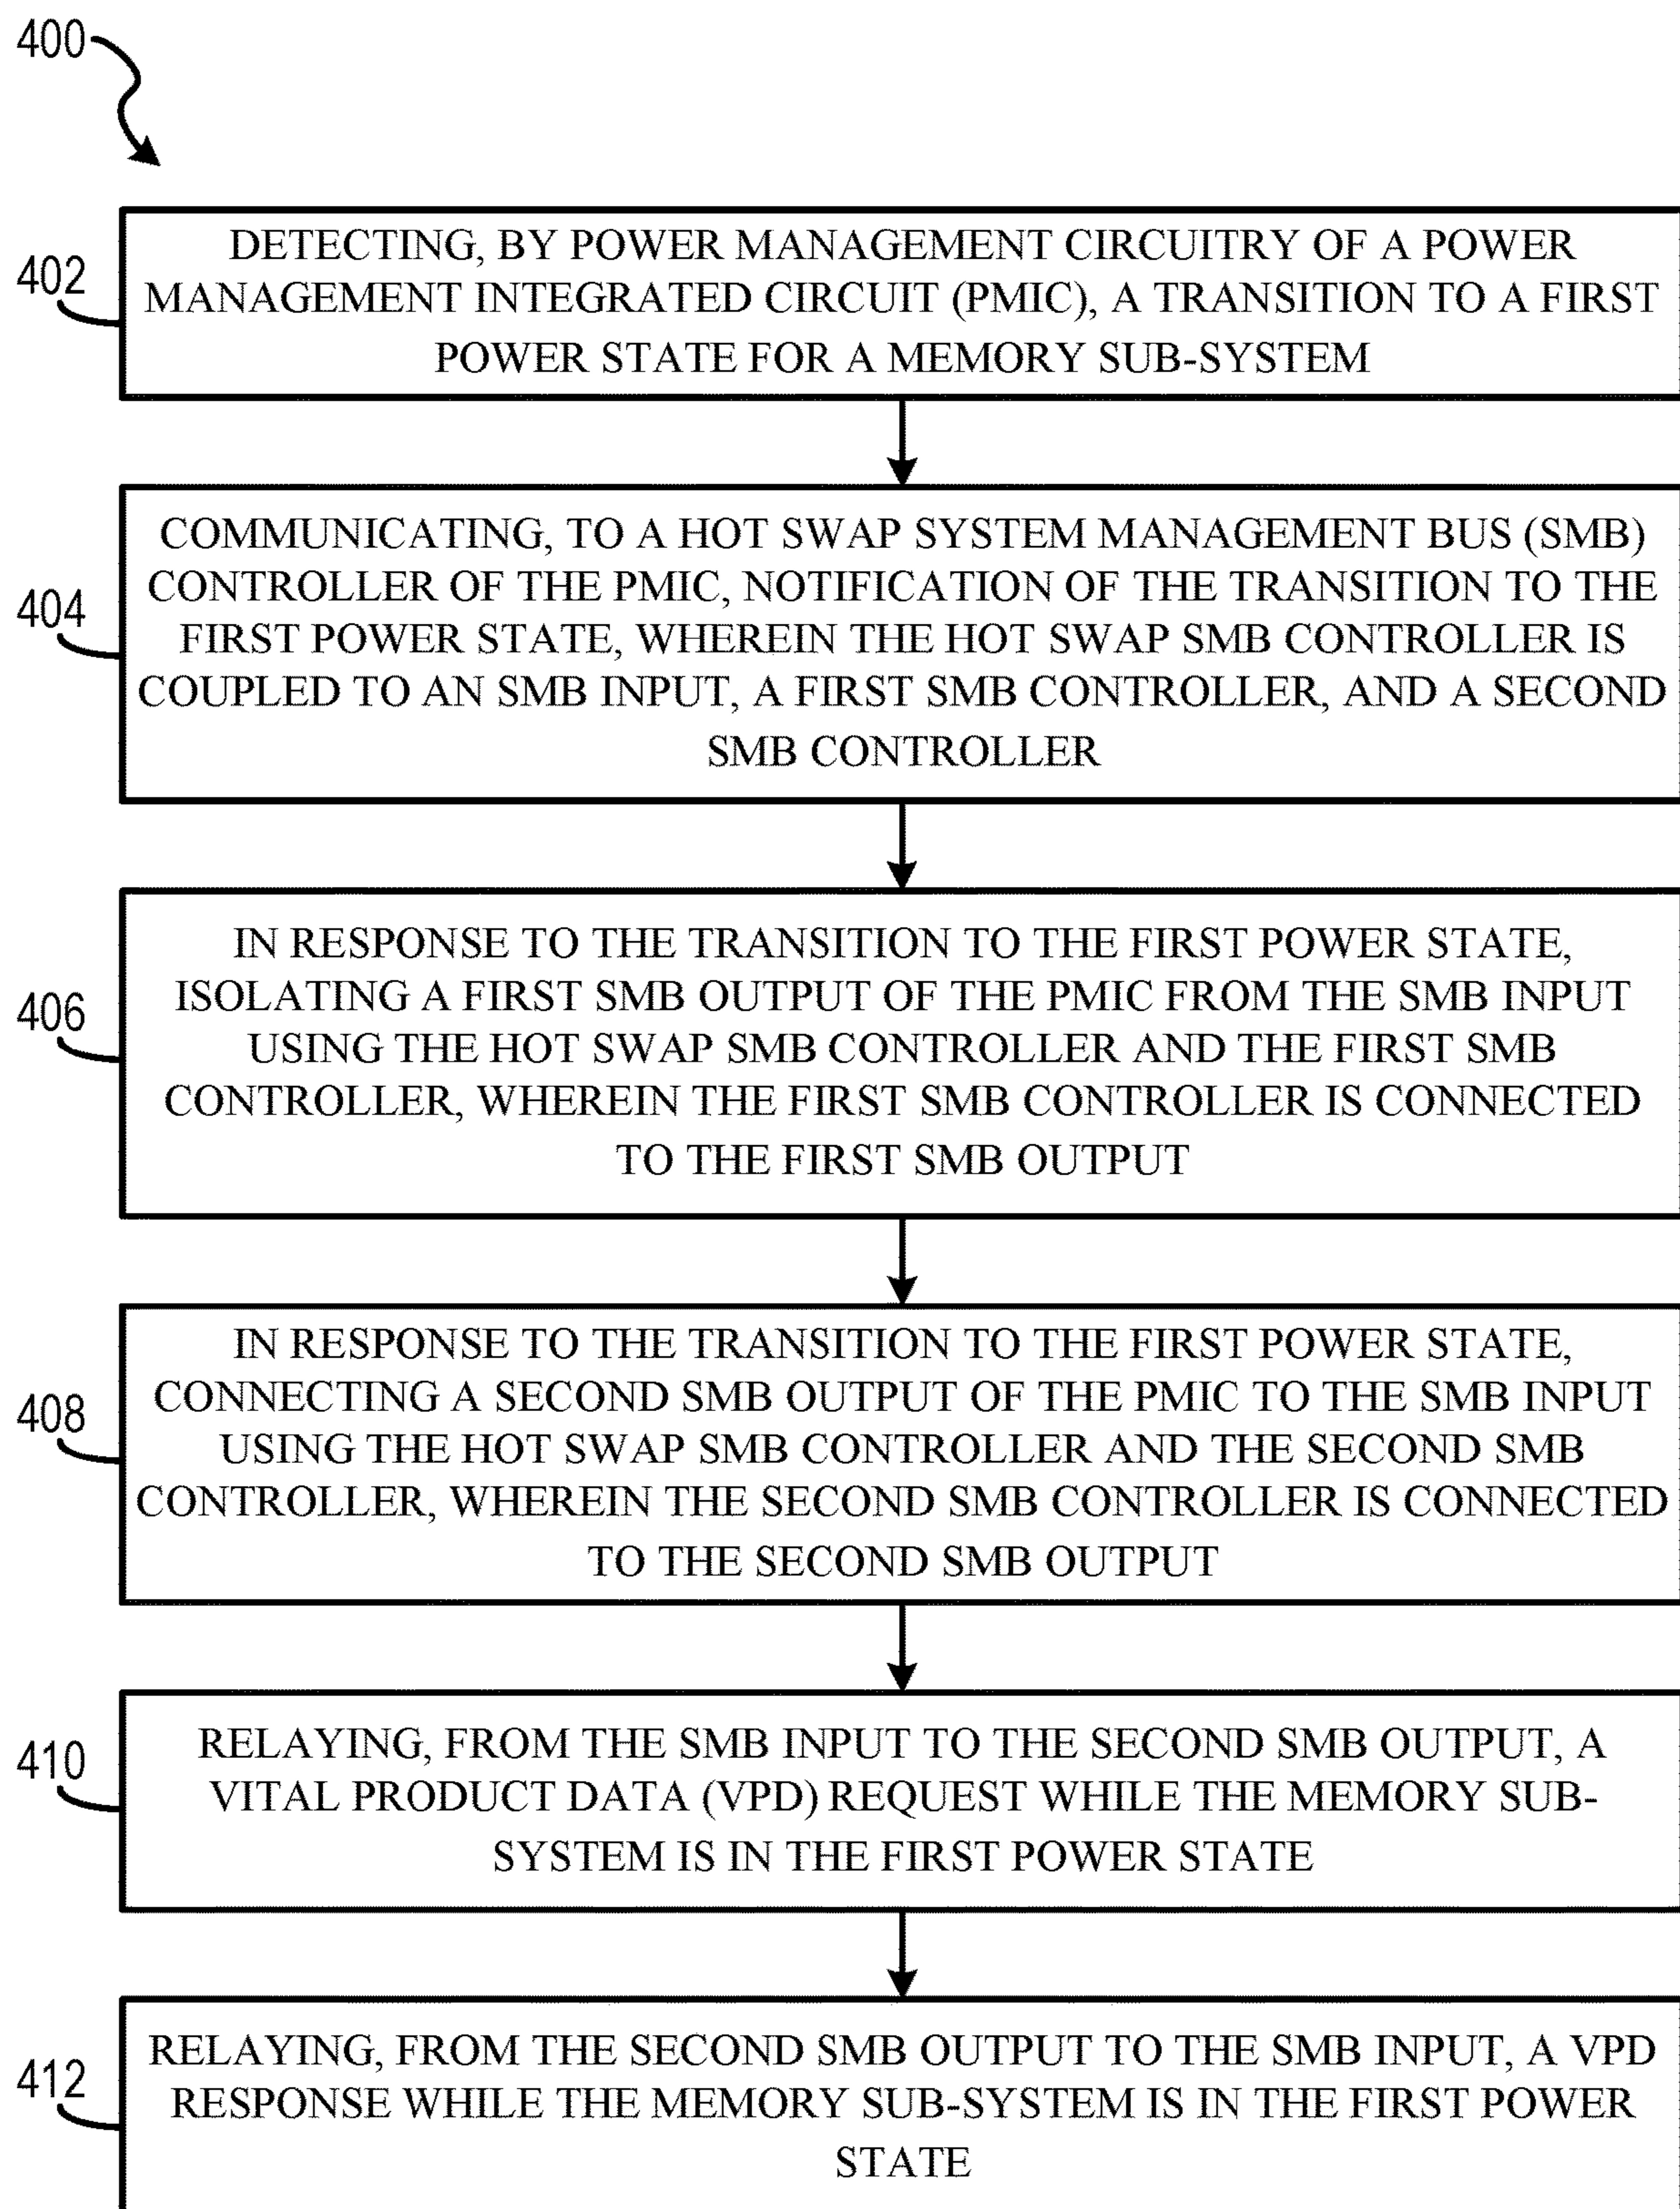 400
402
DETECTING, BY POWER MANAGEMENT CIRCUITRY OF A POWER
MANAGEMENT INTEGRATED CIRCUIT (PMIC), A TRANSITION TO A FIRST
POWER STATE FOR A MEMORY SUB-SYSTEM
404
COMMUNICATING, TO A HOT SWAP SYSTEM MANAGEMENT BUS (SMB)
CONTROLLER OF THE PMIC, NOTIFICATION OF THE TRANSITION TO THE
FIRST POWER STATE, WHEREIN THE HOT SWAP SMB CONTROLLER IS
COUPLED TO AN SMB INPUT, A FIRST SMB CONTROLLER, AND A SECOND
SMB CONTROLLER
406
IN RESPONSE TO THE TRANSITION TO THE FIRST POWER STATE,
ISOLATING A FIRST SMB OUTPUT OF THE PMIC FROM THE SMB INPUT
USING THE HOT SWAP SMB CONTROLLER AND THE FIRST SMB
CONTROLLER, WHEREIN THE FIRST SMB CONTROLLER IS CONNECTED
TO THE FIRST SMB OUTPUT
408
IN RESPONSE TO THE TRANSITION TO THE FIRST POWER STATE,
CONNECTING A SECOND SMB OUTPUT OF THE PMIC TO THE SMB INPUT
USING THE HOT SWAP SMB CONTROLLER AND THE SECOND SMB
CONTROLLER, WHEREIN THE SECOND SMB CONTROLLER IS CONNECTED
TO THE SECOND SMB OUTPUT
410
RELAYING, FROM THE SMB INPUT TO THE SECOND SMB OUTPUT, A
VITAL PRODUCT DATA (VPD) REQUEST WHILE THE MEMORY SUB-
SYSTEM IS IN THE FIRST POWER STATE
412
RELAYING, FROM THE SECOND SMB OUTPUT TO THE SMB INPUT, A VPD
RESPONSE WHILE THE MEMORY SUB-SYSTEM IS IN THE FIRST POWER
STATE